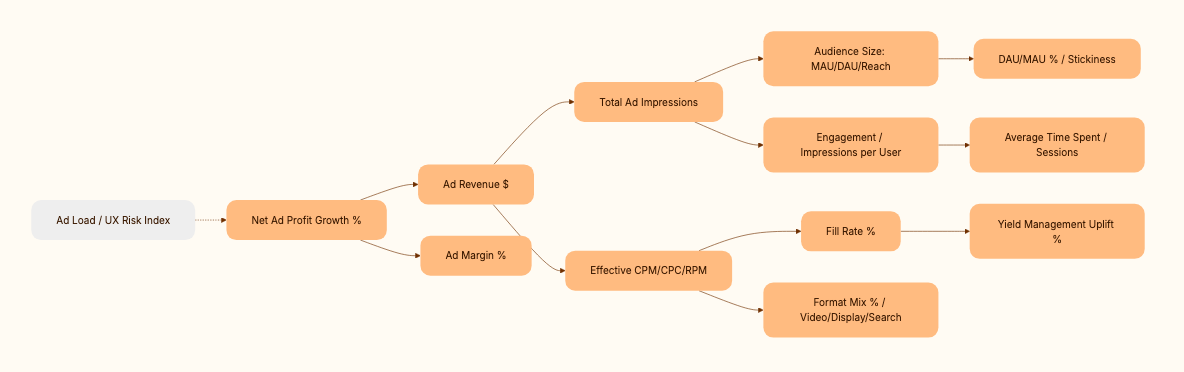 Ad Load / UX Risk Index
Net Ad Profit Growth %
Ad Revenue $
Ad Margin %
Total Ad Impressions
Effective CPM/CPC/RPM
Audience Size:
MAU/DAU/Reach
Engagement /
Impressions per User
Fill Rate %
Format Mix % /
Video/Display/Search
DAU/MAU % / Stickiness
Average Time Spent /
Sessions
Yield Management Uplift
%